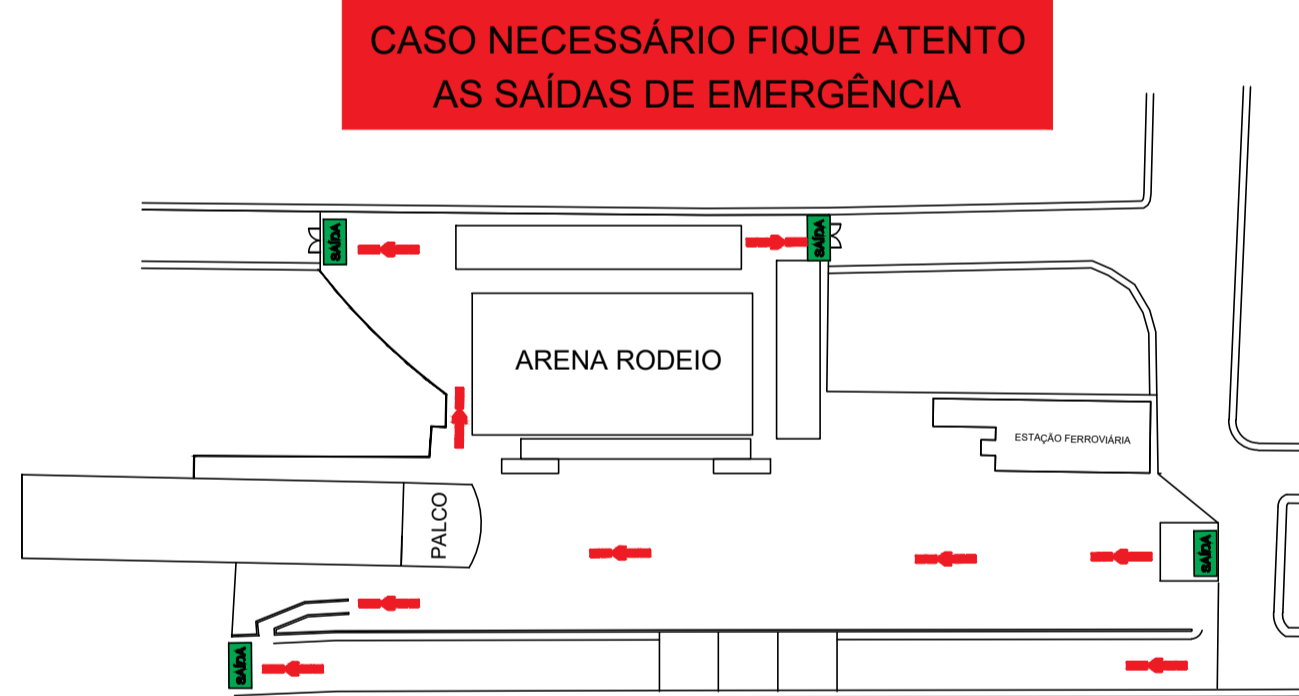 CASO NECESSÁRIO FIQUE ATENTO
AS SAÍDAS DE EMERGÊNCIA
SAÍDA
SAÍDA
ARENA RODEIO
ESTAÇÃO FERROVIÁRIA
PALCO
SAÍDA
SAÍDA